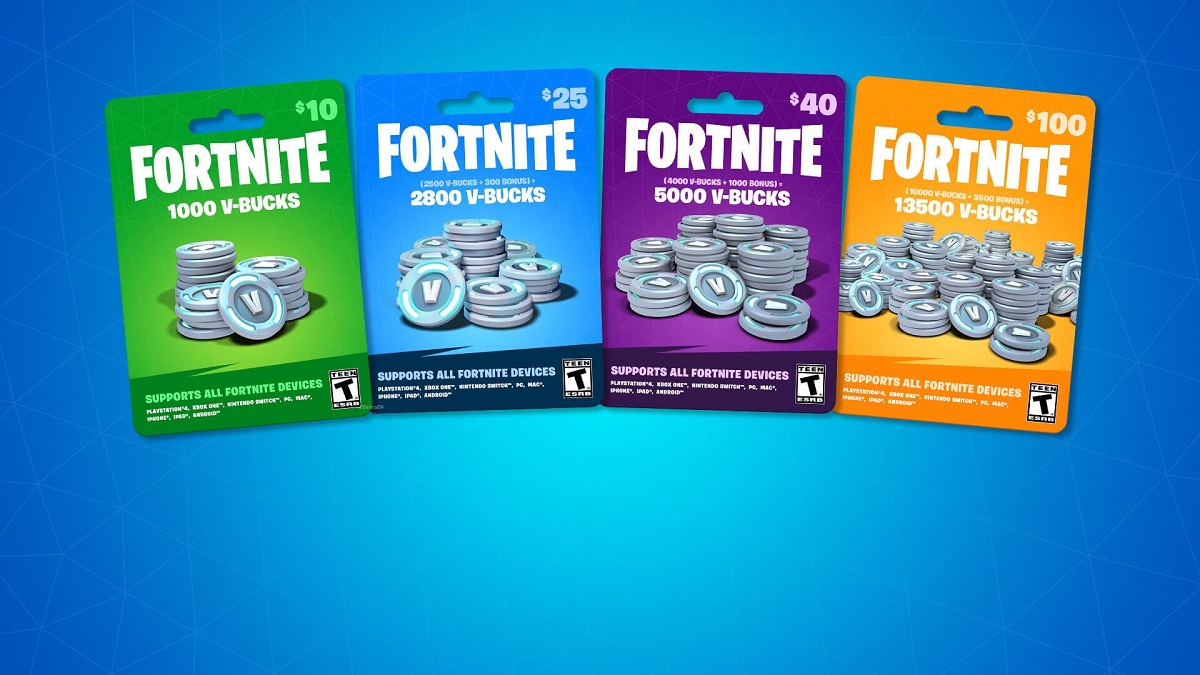 $10
FORTNITE
1000 V-BUCKS
SUPPORTS ALL FORTNITE DEVICES
PLAYSTATION®4, XBOX ONE™, NINTENDO SWITCH™, PC, MAC®,
IPHONE®, IPAD®, ANDROID™
TEEN
T
ESRB
$25
FORTNITE
(2500 V-BUCKS + 300 BONUS) =
2800 V-BUCKS
SUPPORTS ALL FORTNITE DEVICES
PLAYSTATION®4, XBOX ONE™, NINTENDO SWITCH™, PC, MAC®,
IPHONE®, IPAD®, ANDROID™
TEEN
T
ESRB
$40
FORTNITE
(4000 V-BUCKS + 1000 BONUS) =
5000 V-BUCKS
SUPPORTS ALL FORTNITE DEVICES
PLAYSTATION®4, XBOX ONE™, NINTENDO SWITCH™, PC, MAC®,
IPHONE®, IPAD®, ANDROID™
TEEN
T
ESRB
$100
FORTNITE
(10000 V-BUCKS + 3500 BONUS) =
13500 V-BUCKS
SUPPORTS ALL FORTNITE DEVICES
PLAYSTATION®4, XBOX ONE™, NINTENDO SWITCH™, PC, MAC®,
IPHONE®, IPAD®, ANDROID™
TEEN
T
ESRB